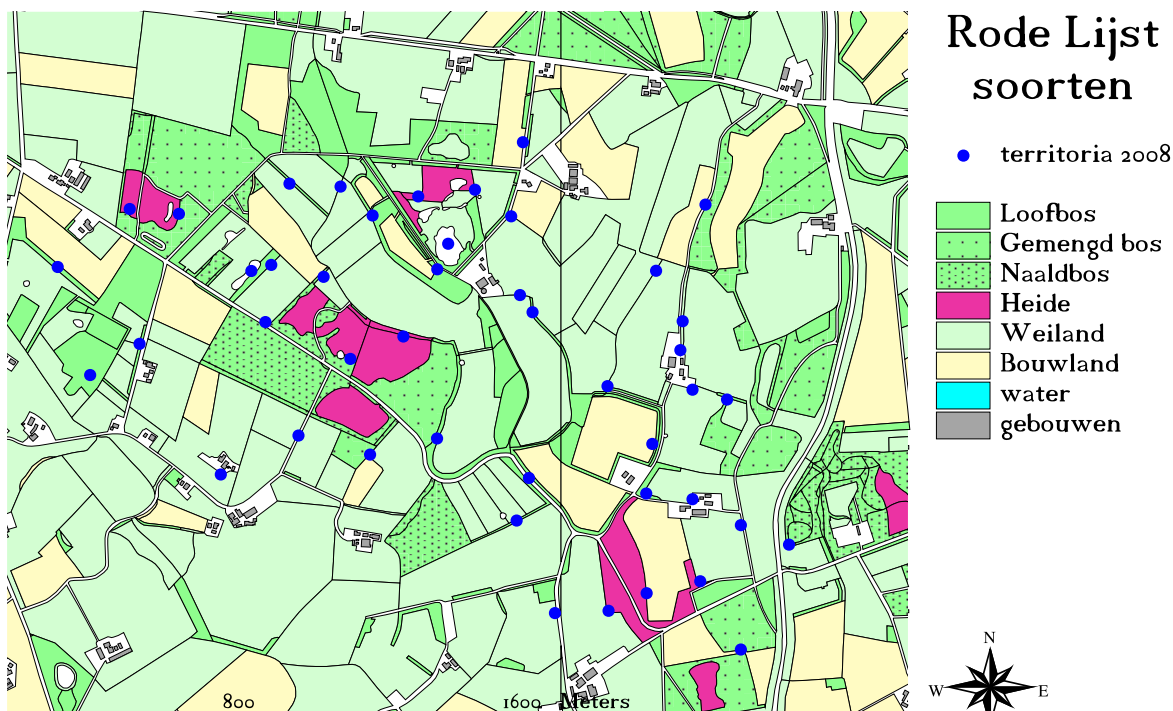 Rode Lijst
soorten
territoria 2008
Loofbos
Gemengd bos
Naaldbos
Heide
Weiland
Bouwland
water
gebouwen
N
W E
800 1600 Meters